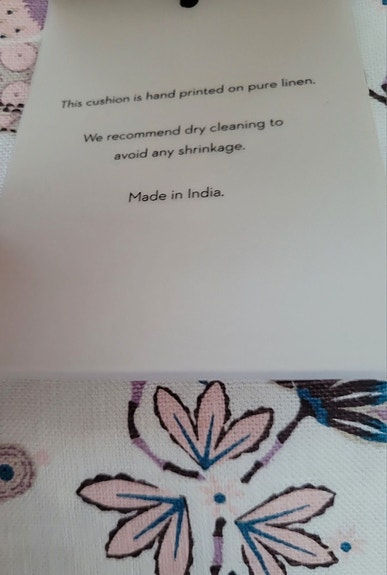 This cushion is hand printed on pure linen.
We recommend dry cleaning to
avoid any shrinkage.
Made in India.